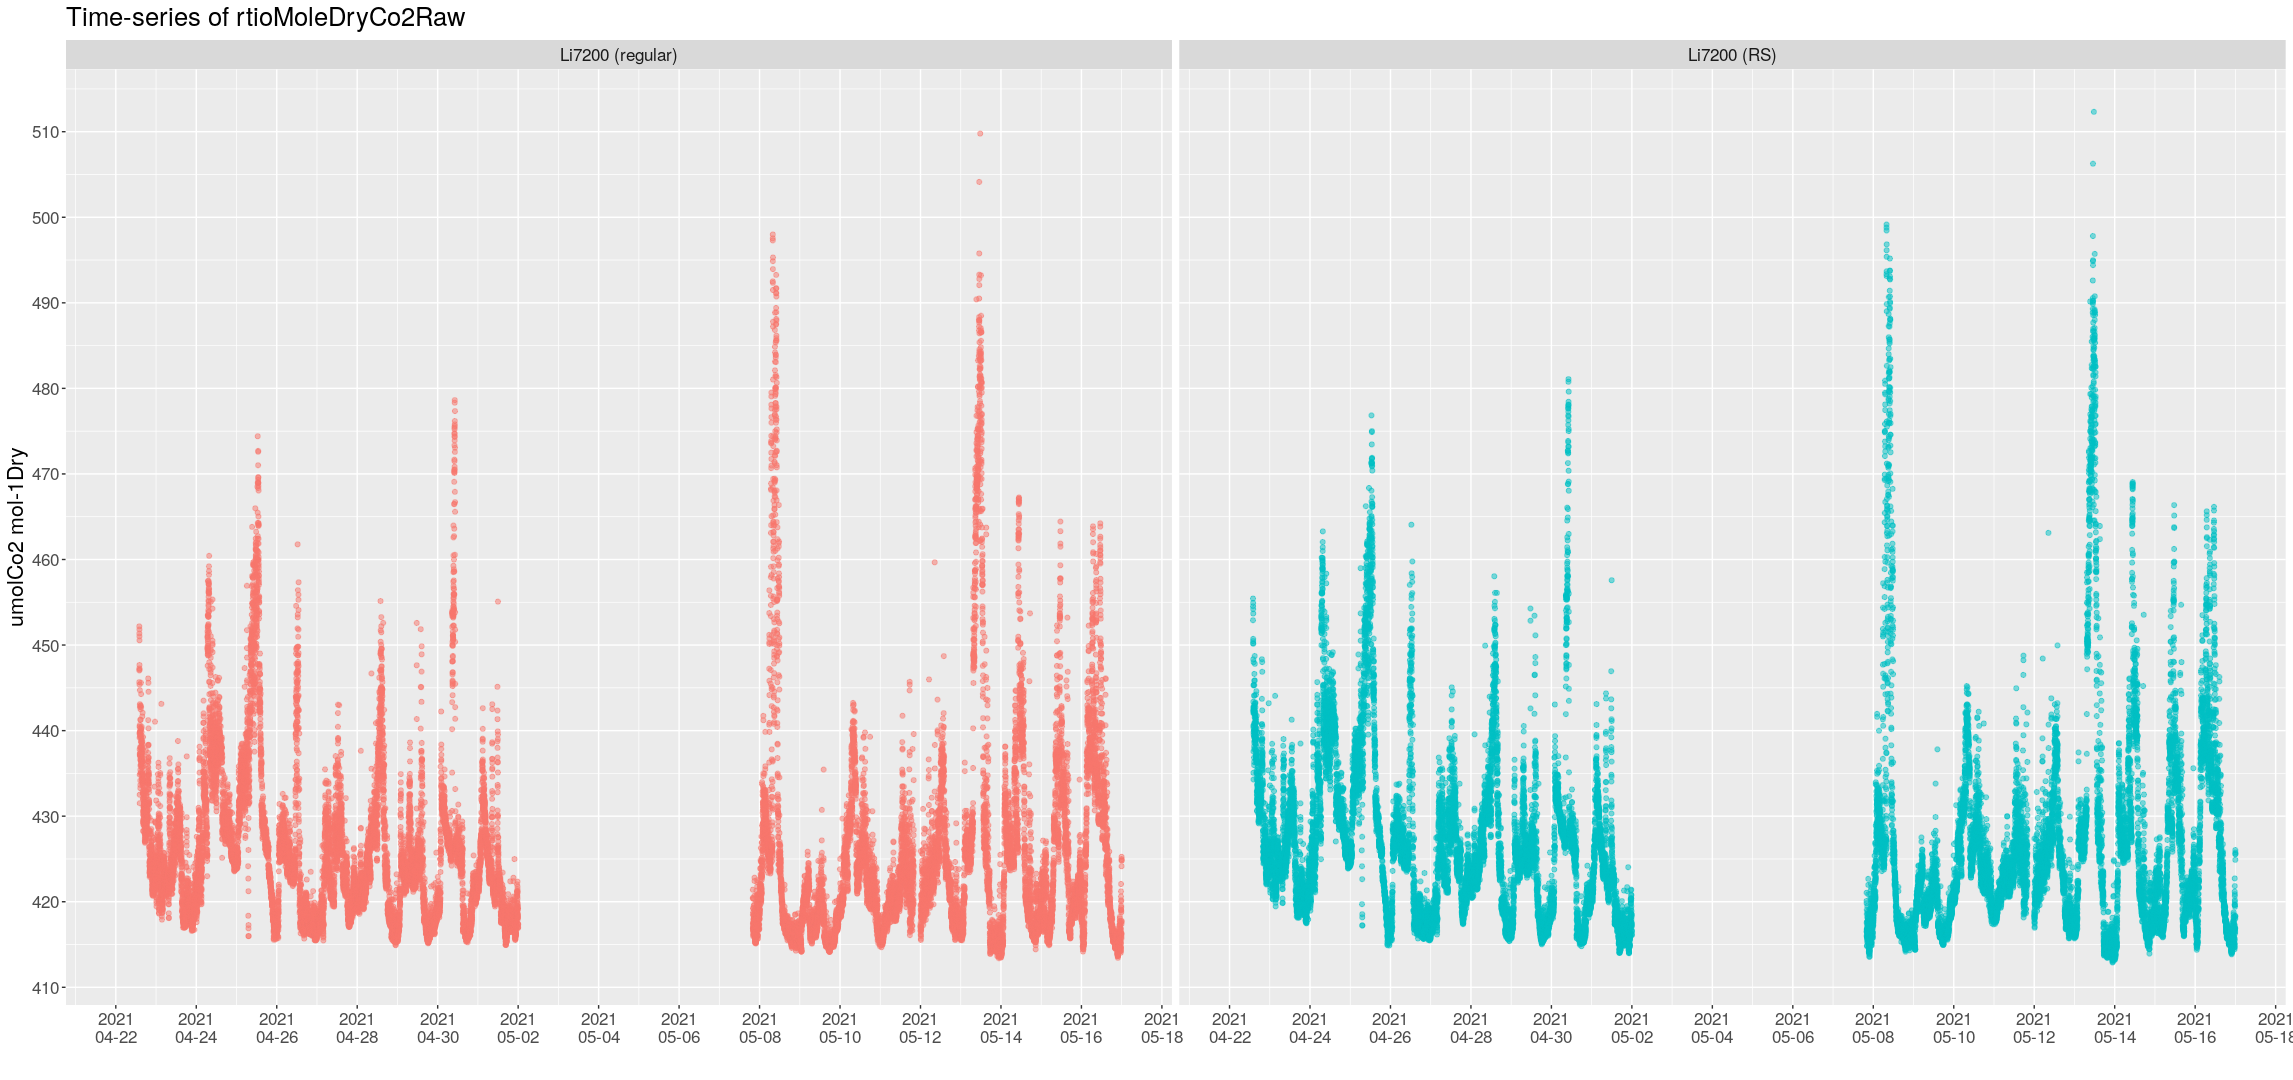 Time-series of rtioMoleDryCo2Raw
Li7200 (regular)
Li7200 (RS)
umolCo2 mol-1Dry
510
500
490
480
470
460
450
440
430
420
410
2021 2021 2021 2021 2021 2021 2021 2021 2021 2021 2021 2021 2021 2021
04-22 04-24 04-26 04-28 04-30 05-02 05-04 05-06 05-08 05-10 05-12 05-14 05-16 05-18
2021 2021 2021 2021 2021 2021 2021 2021 2021 2021 2021 2021 2021 2021
04-22 04-24 04-26 04-28 04-30 05-02 05-04 05-06 05-08 05-10 05-12 05-14 05-16 05-18